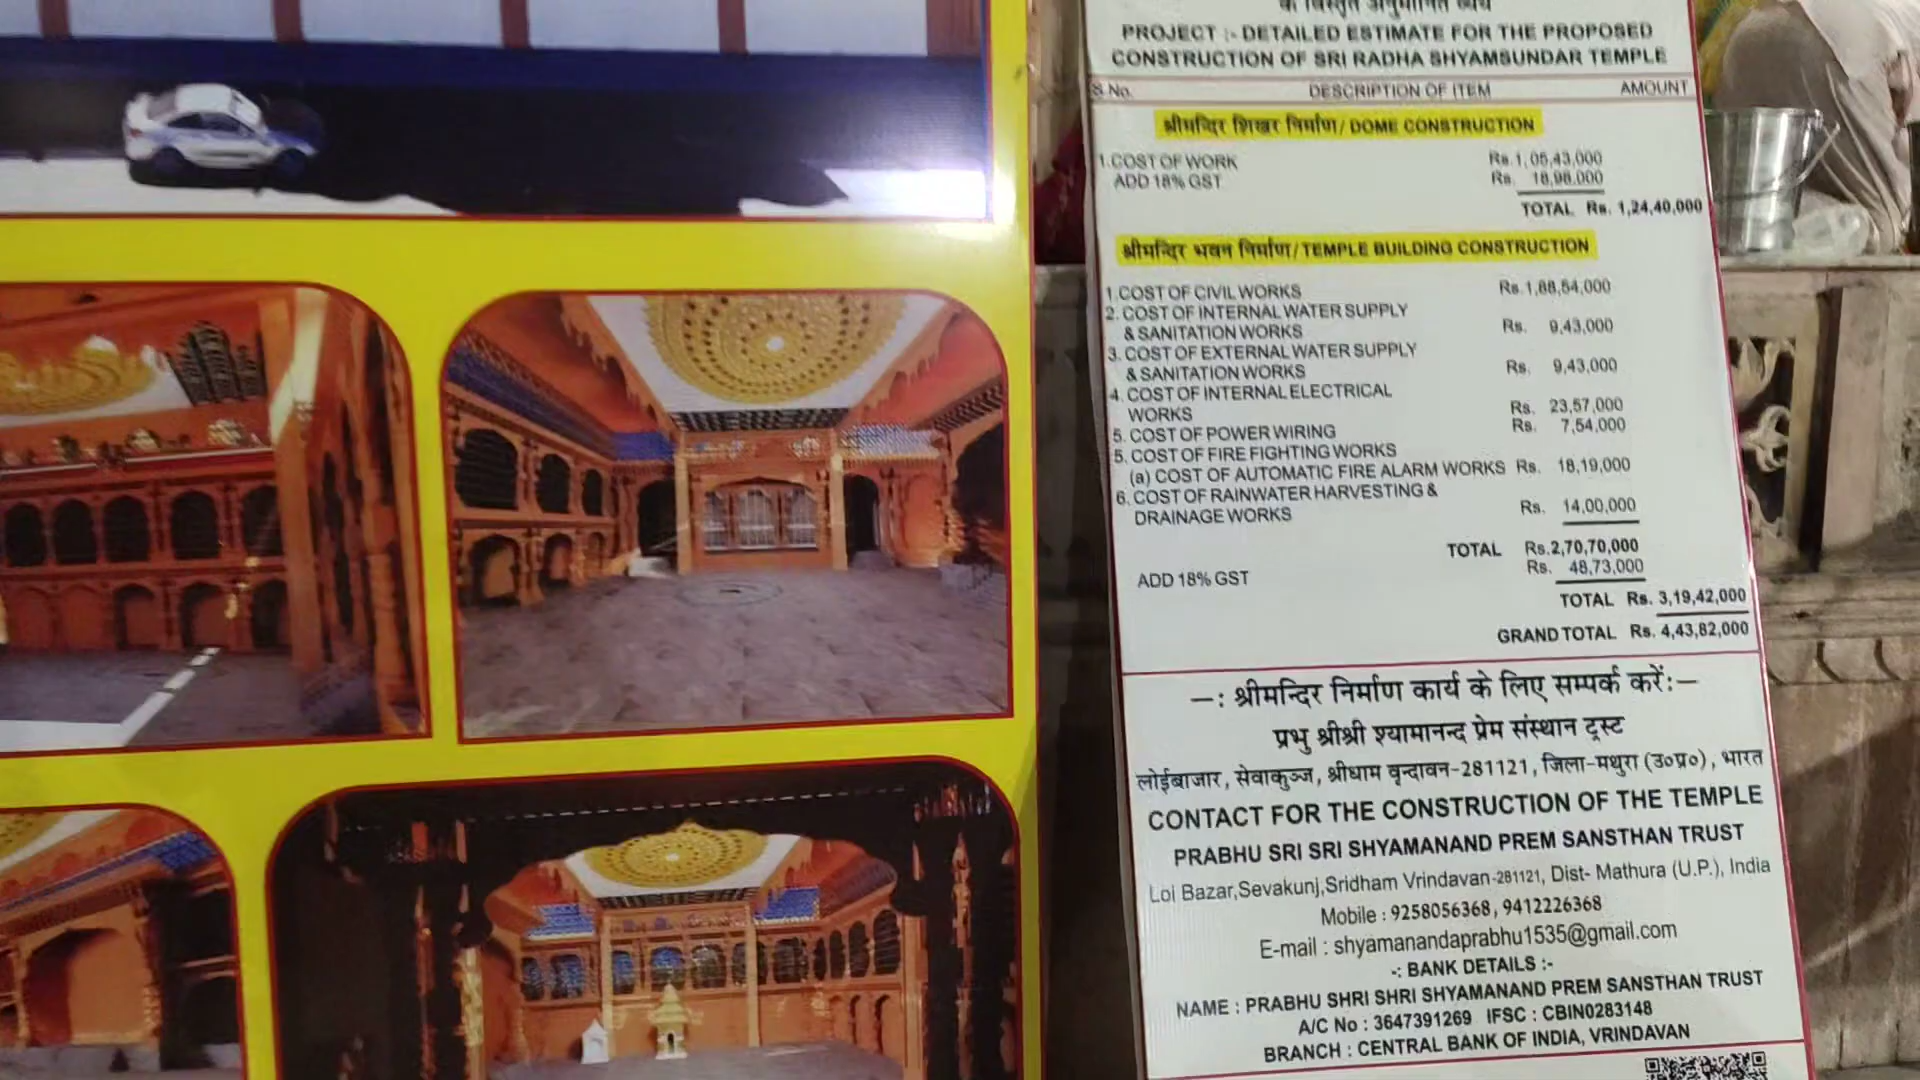 के विस्तृत अनुमानित व्यय
PROJECT :- DETAILED ESTIMATE FOR THE PROPOSED
CONSTRUCTION OF SRI RADHA SHYAMSUNDAR TEMPLE
S.No. DESCRIPTION OF ITEM AMOUNT
श्रीमन्दिर शिखर निर्माण/ DOME CONSTRUCTION
1.COST OF WORK Rs.1,05,43,000
ADD 18% GST Rs. 18,98,000
TOTAL Rs. 1,24,40,000
श्रीमन्दिर भवन निर्माण/TEMPLE BUILDING CONSTRUCTION
1.COST OF CIVIL WORKS Rs.1,88,54,000
2. COST OF INTERNAL WATER SUPPLY
& SANITATION WORKS Rs. 9,43,000
3. COST OF EXTERNAL WATER SUPPLY
& SANITATION WORKS Rs. 9,43,000
4. COST OF INTERNAL ELECTRICAL
WORKS Rs. 23,57,000
5. COST OF POWER WIRING Rs. 7,54,000
5. COST OF FIRE FIGHTING WORKS
(a) COST OF AUTOMATIC FIRE ALARM WORKS Rs. 18,19,000
6. COST OF RAINWATER HARVESTING &
DRAINAGE WORKS Rs. 14,00,000
TOTAL Rs.2,70,70,000
ADD 18% GST Rs. 48,73,000
TOTAL Rs. 3,19,42,000
GRAND TOTAL Rs. 4,43,82,000
–: श्रीमन्दिर निर्माण कार्य के लिए सम्पर्क करें:–
प्रभु श्रीश्री श्यामानन्द प्रेम संस्थान ट्रस्ट
लोईबाजार, सेवाकुञ्ज, श्रीधाम वृन्दावन-281121, जिला-मथुरा (उ०प्र०), भारत
CONTACT FOR THE CONSTRUCTION OF THE TEMPLE
PRABHU SRI SRI SHYAMANAND PREM SANSTHAN TRUST
Loi Bazar,Sevakunj,Sridham Vrindavan-281121, Dist- Mathura (U.P.), India
Mobile : 9258056368, 9412226368
E-mail : shyamanandaprabhu1535@gmail.com
-: BANK DETAILS :-
NAME : PRABHU SHRI SHRI SHYAMANAND PREM SANSTHAN TRUST
A/C No : 3647391269 IFSC : CBIN0283148
BRANCH : CENTRAL BANK OF INDIA, VRINDAVAN